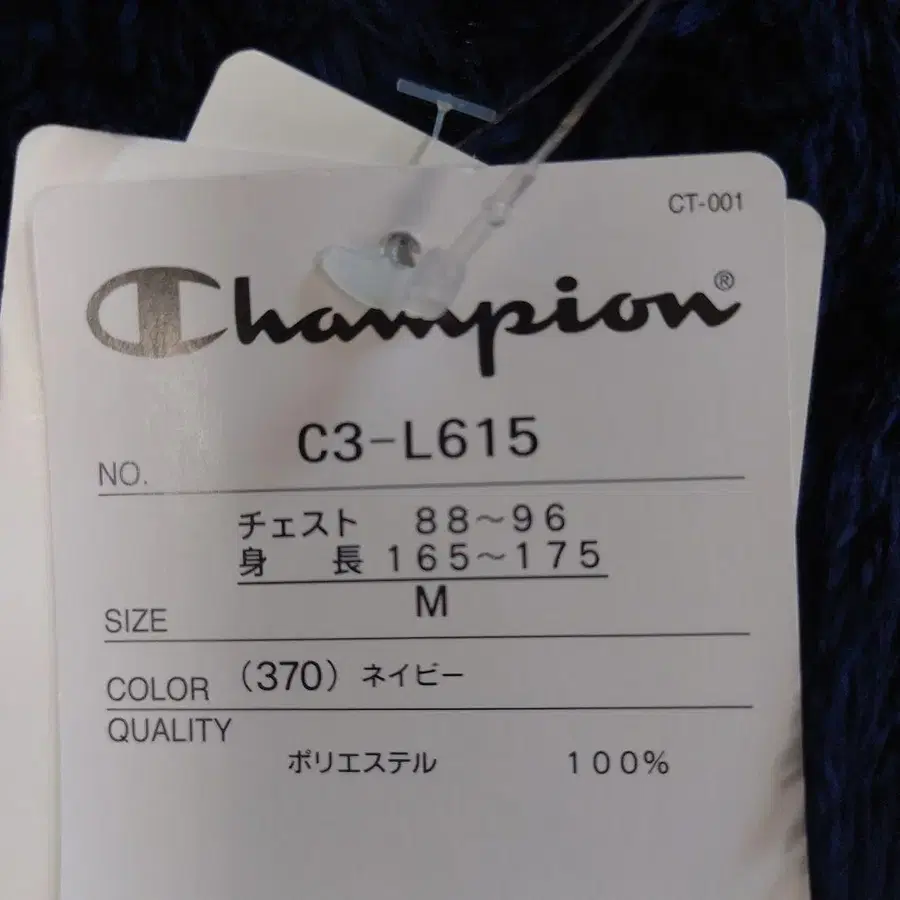 CT-001
Champion®
NO. C3-L615
チェスト 88~96
身長 165~175
SIZE M
COLOR (370) ネイビー
QUALITY
ポリエステル 100%